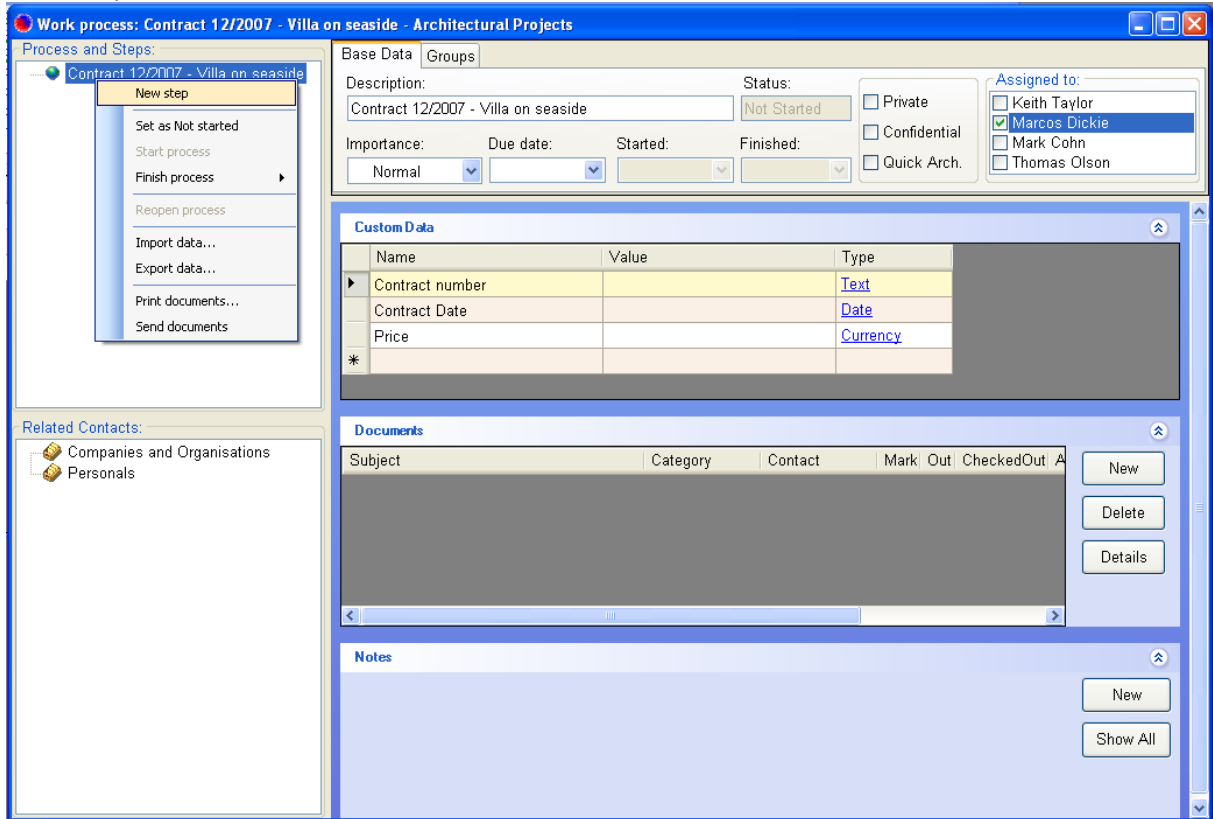 Work process: Contract 12/2007 - Villa on seaside - Architectural Projects
Process and Steps:
Contract 12/2007 - Villa on seaside
New step
Set as Not started
Start process
Finish process
Reopen process
Import data...
Export data...
Print documents...
Send documents
Related Contacts:
Companies and Organisations
Personals
Base Data Groups
Description: Status:
Contract 12/2007 - Villa on seaside Not Started
Importance: Due date: Started: Finished:
Normal
Private
Confidential
Quick Arch.
Assigned to:
Keith Taylor
Marcos Dickie
Mark Cohn
Thomas Olson
Custom Data
Name Value Type
Contract number Text
Contract Date Date
Price Currency
Documents
Subject Category Contact Mark Out CheckedOut A
New
Delete
Details
Notes
New
Show All